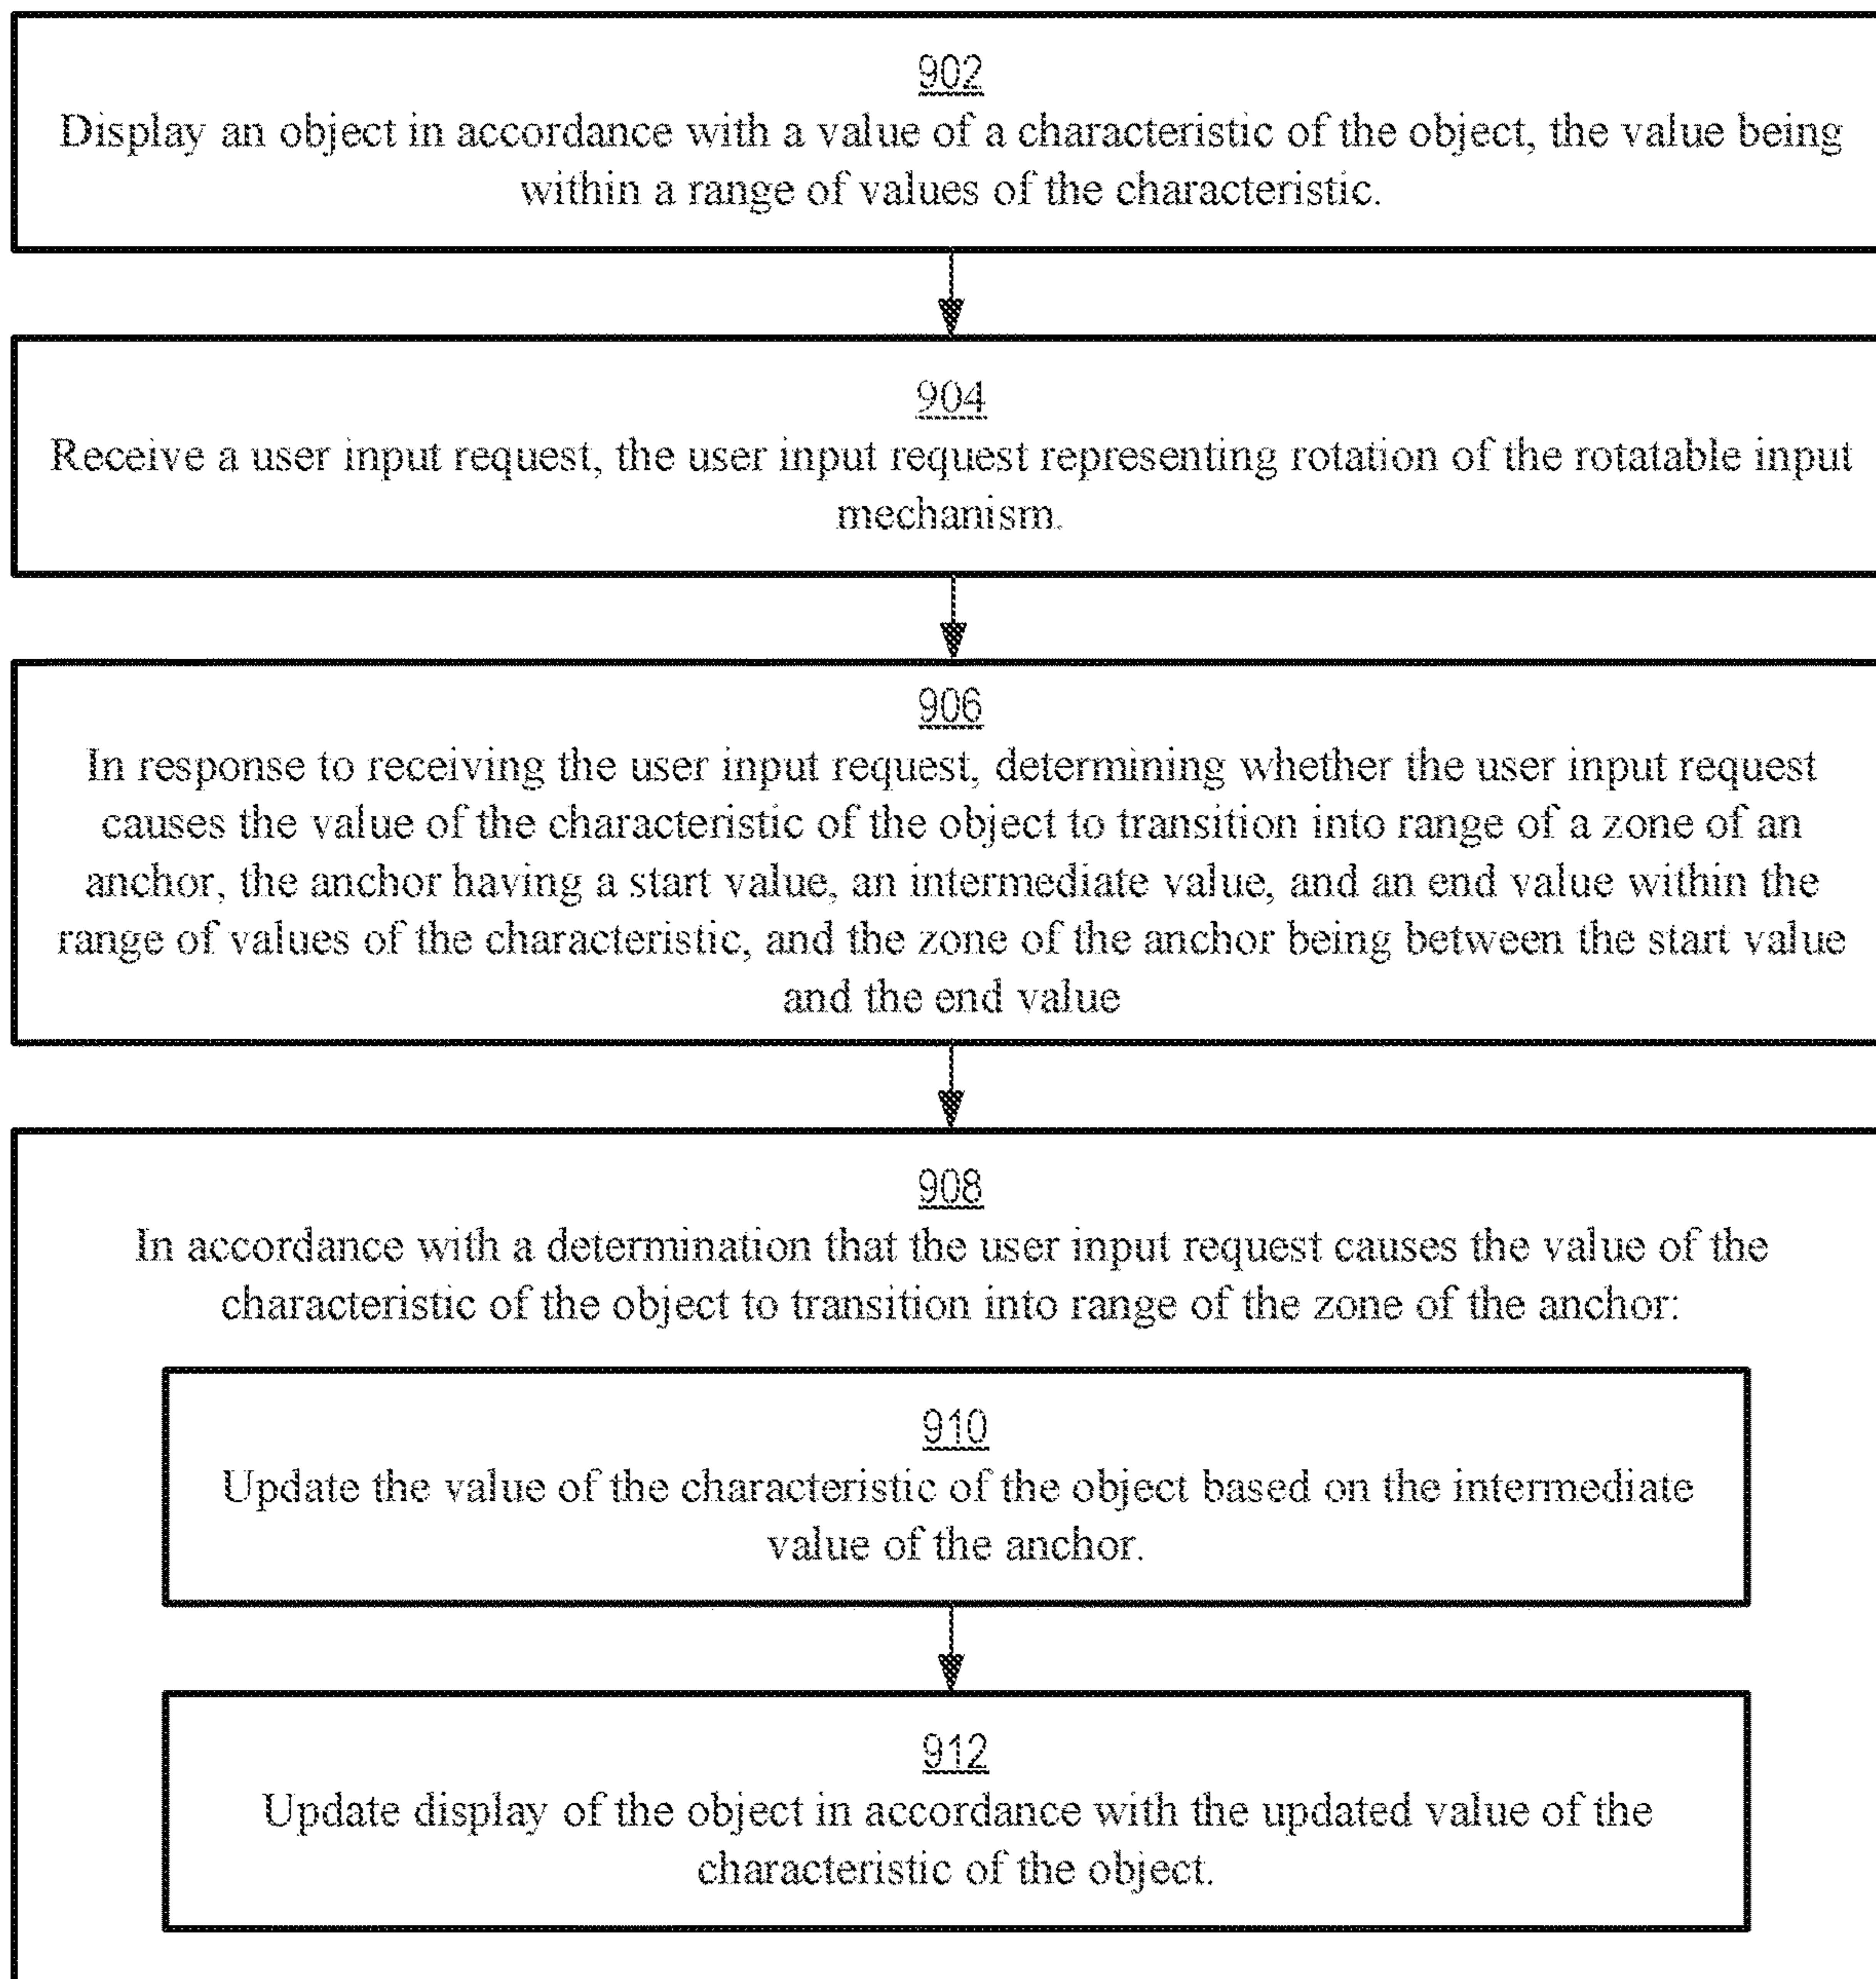 902
Display an object in accordance with a value of a characteristic of the object, the value being
within a range of values of the characteristic.
904
Receive a user input request, the user input request representing rotation of the rotatable input
mechanism.
906
In response to receiving the user input request, determining whether the user input request
causes the value of the characteristic of the object to transition into range of a zone of an
anchor, the anchor having a start value, an intermediate value, and an end value within the
range of values of the characteristic, and the zone of the anchor being between the start value
and the end value
908
In accordance with a determination that the user input request causes the value of the
characteristic of the object to transition into range of the zone of the anchor:
910
Update the value of the characteristic of the object based on the intermediate
value of the anchor.
912
Update display of the object in accordance with the updated value of the
characteristic of the object.